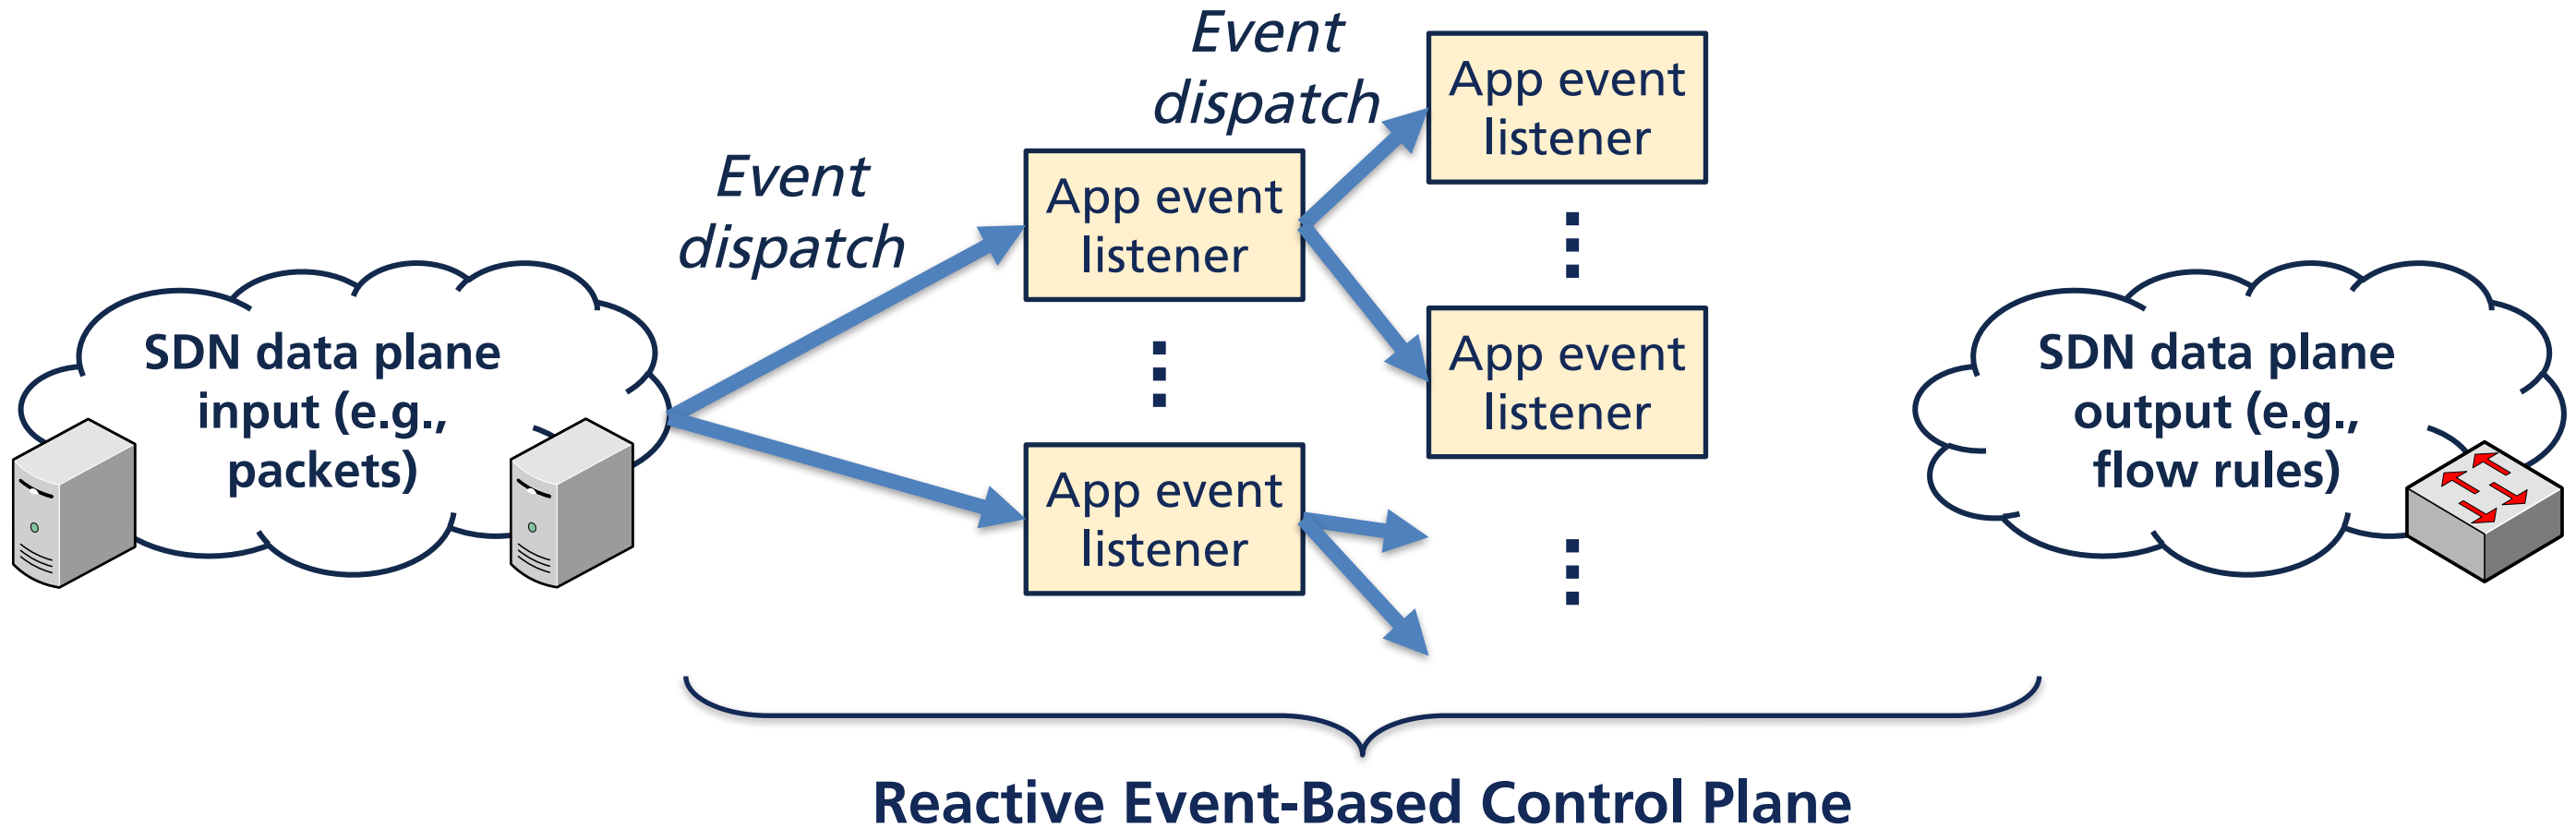 SDN data plane
input (e.g.,
packets)
Event
dispatch
App event
listener
App event
listener
Event
dispatch
App event
listener
App event
listener
SDN data plane
output (e.g.,
flow rules)
Reactive Event-Based Control Plane